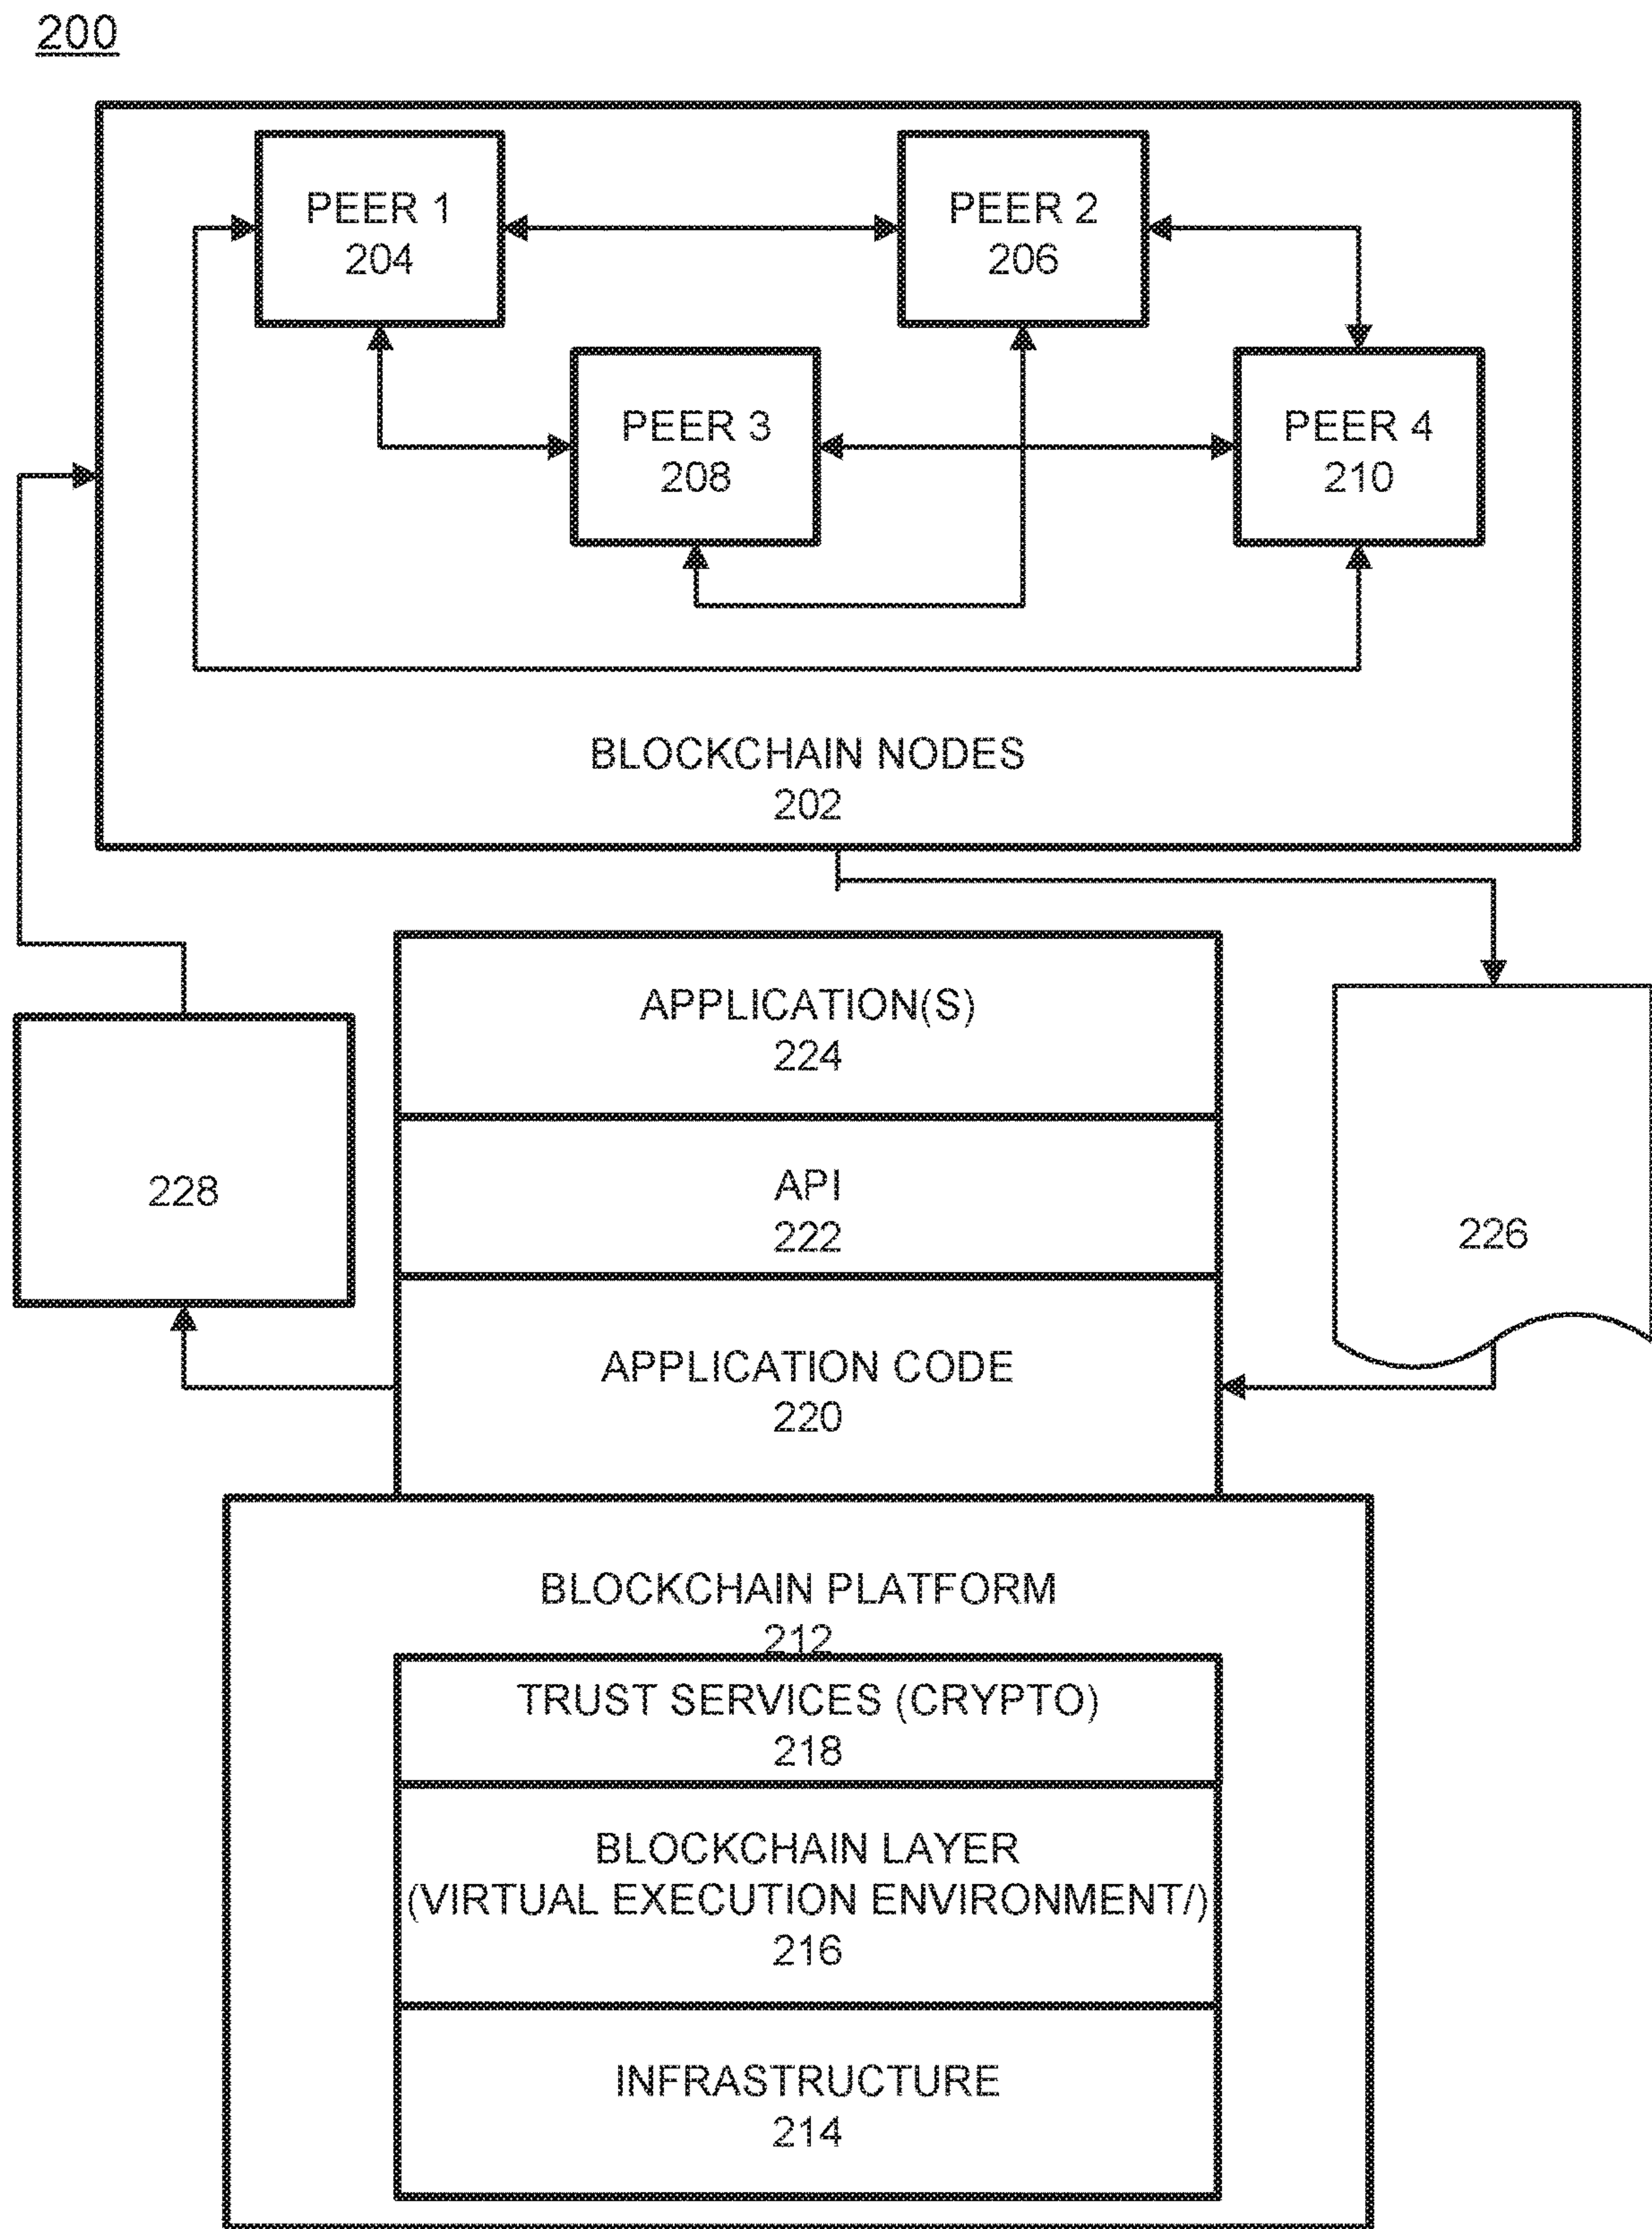 200
PEER 1
204
PEER 2
206
PEER 3
208
PEER 4
210
BLOCKCHAIN NODES
202
APPLICATION(S)
224
API
222
228
226
APPLICATION CODE
220
BLOCKCHAIN PLATFORM
212
TRUST SERVICES (CRYPTO)
218
BLOCKCHAIN LAYER
(VIRTUAL EXECUTION ENVIRONMENT/)
216
INFRASTRUCTURE
214